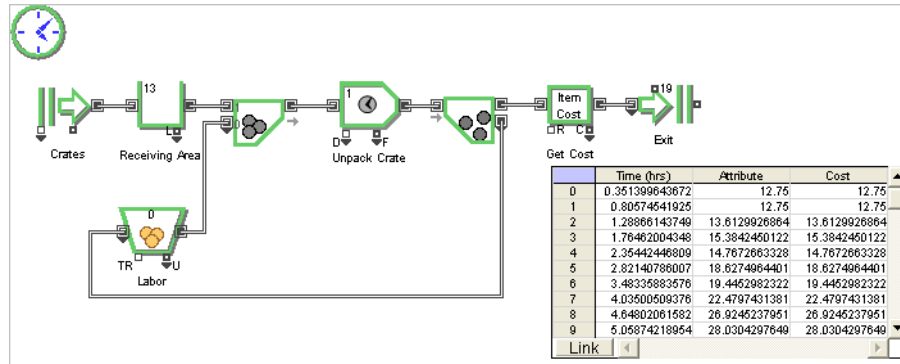 13
Crates
Receiving Area
L
1
D
F
Unpack Crate
Item
Cost
R
C
Get Cost
19
Exit
0
TR
U
Labor
Time (hrs) Attribute Cost
0 0.351399643672 12.75 12.75
1 0.80574541925 12.75 12.75
2 1.28866143749 13.6129926864 13.6129926864
3 1.76462004348 15.3842450122 15.3842450122
4 2.35442446809 14.7672663328 14.7672663328
5 2.82140786007 18.6274964401 18.6274964401
6 3.48335883576 19.4452982322 19.4452982322
7 4.03500509376 22.4797431381 22.4797431381
8 4.64802061582 26.9245237951 26.9245237951
9 5.05874218954 28.0304297649 28.0304297649
Link